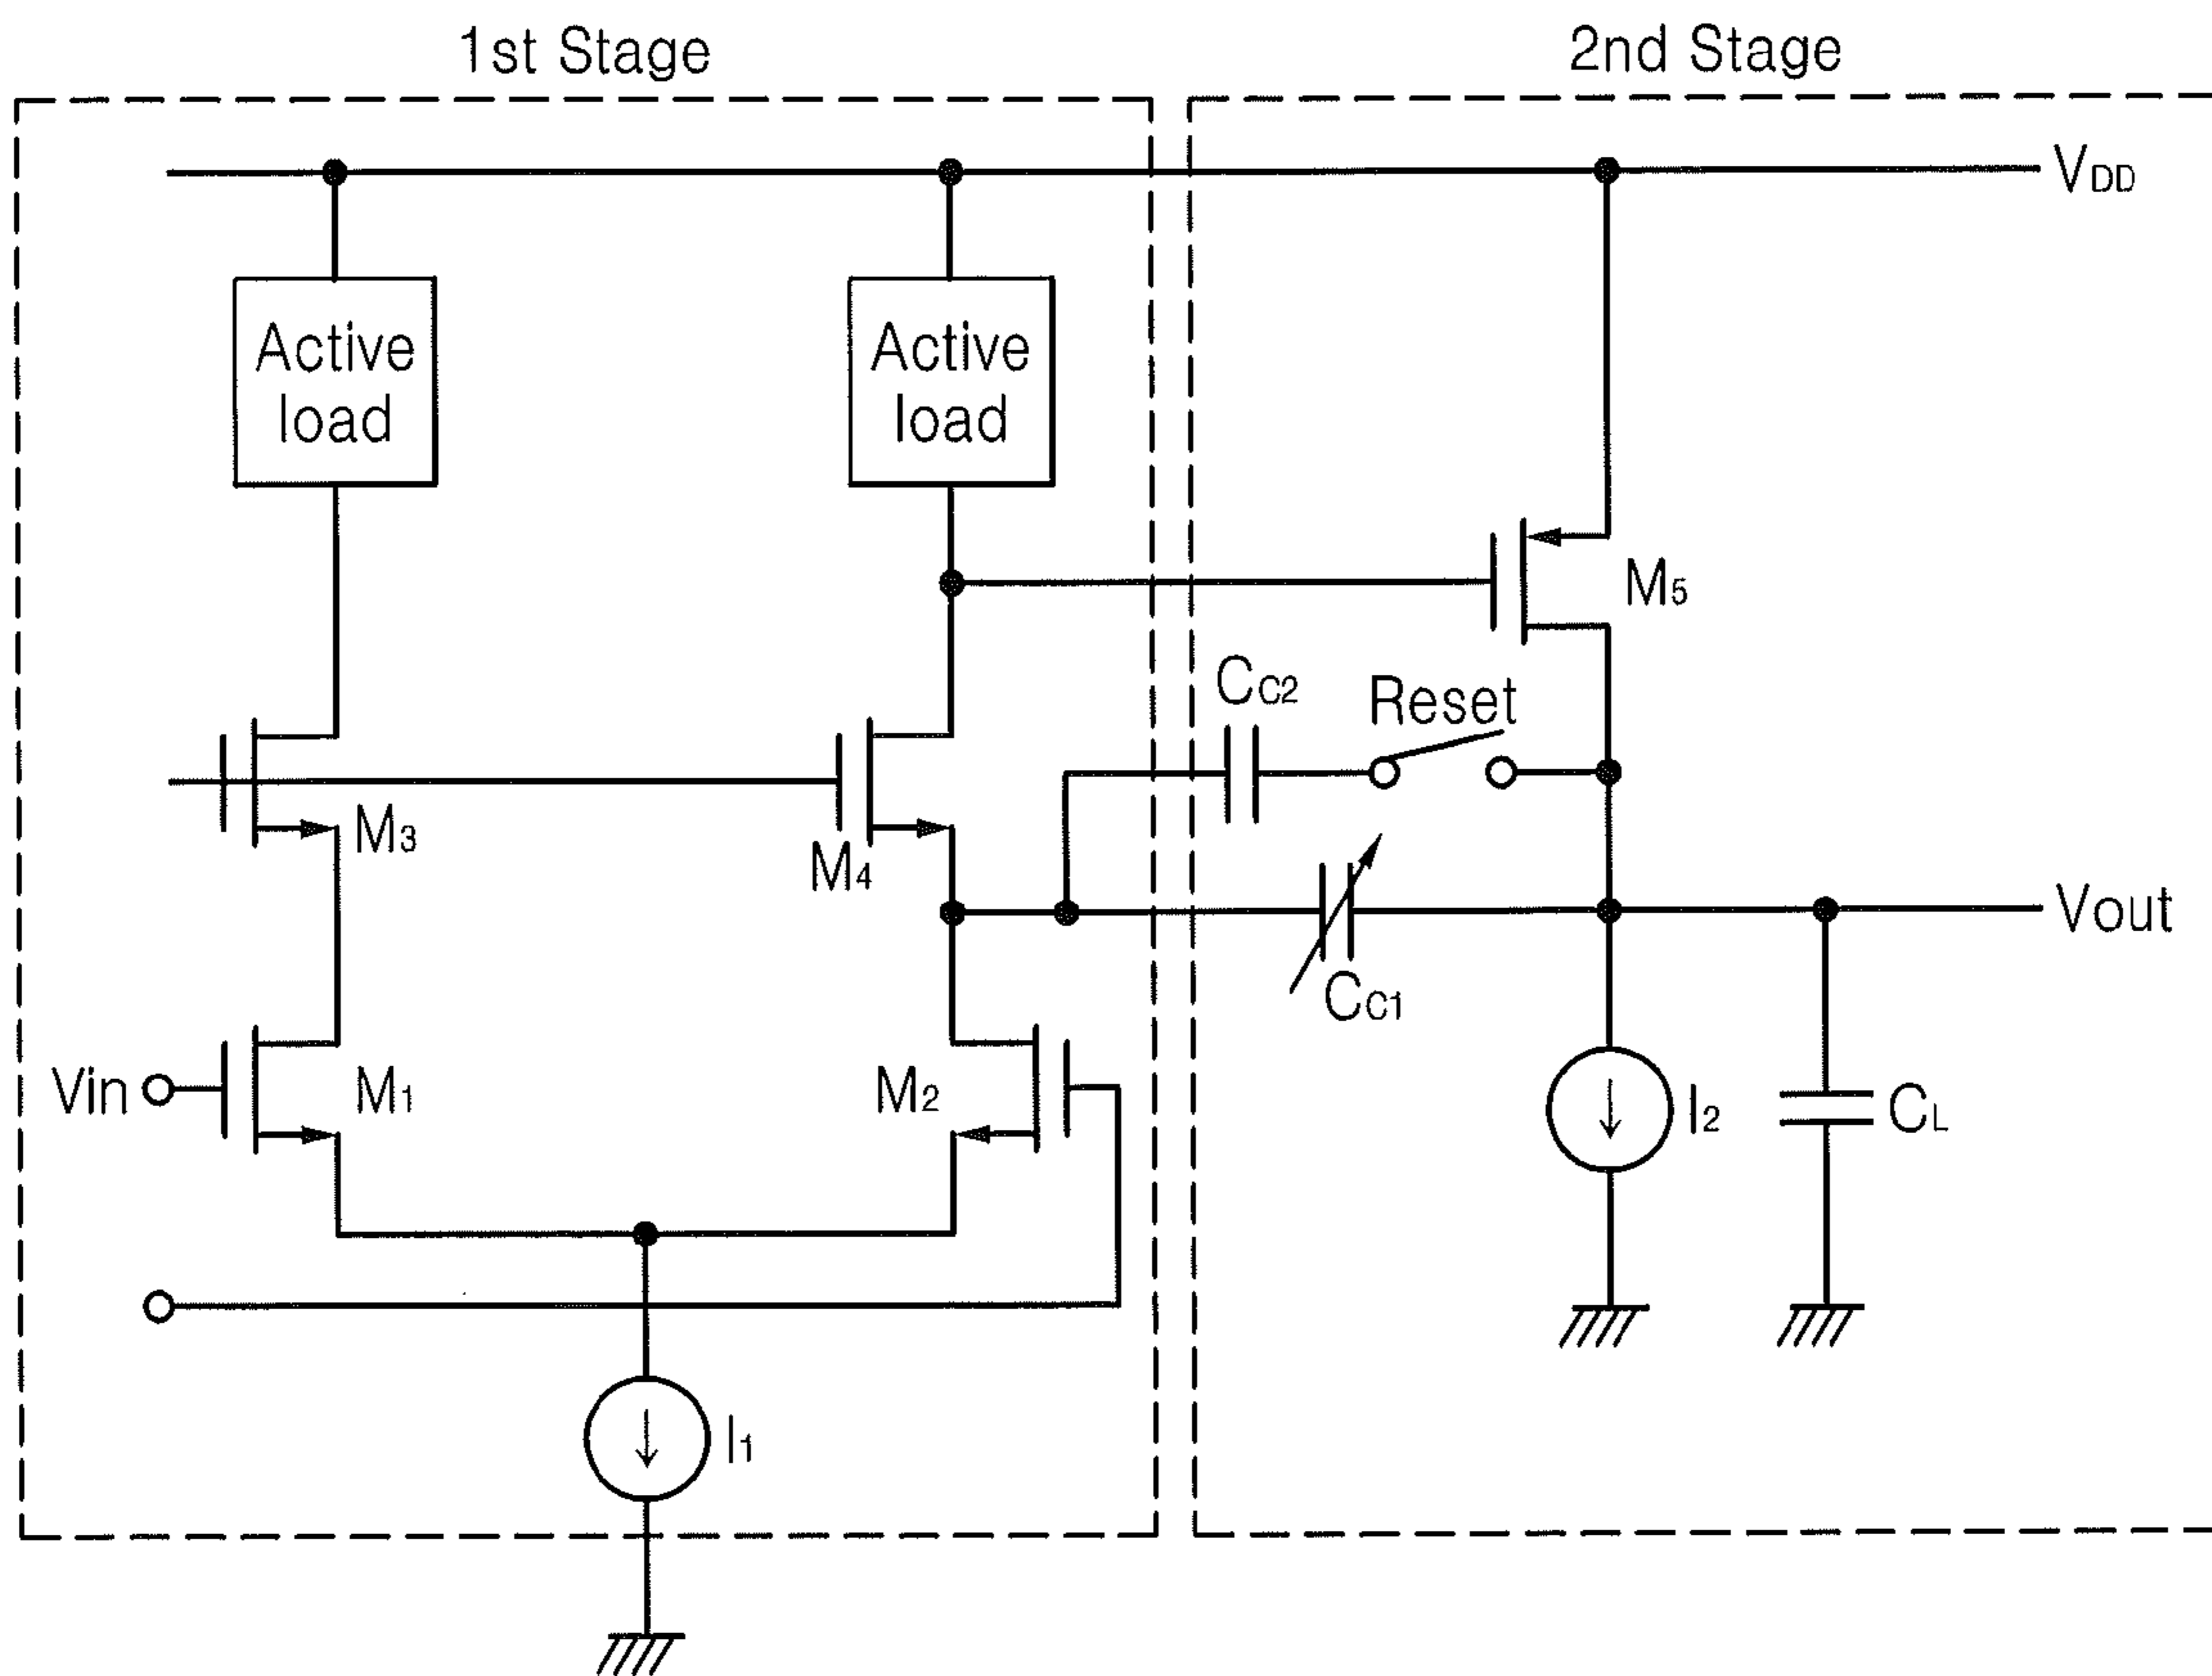 1st Stage
2nd Stage
VDD
Active
load
Active
load
M5
CC2
Reset
M3
M4
Vout
CC1
Vin
M1
M2
I2
CL
I1